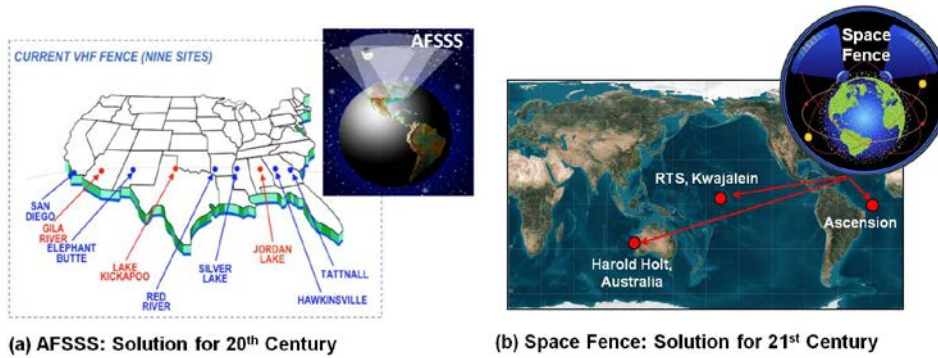 CURRENT VHF FENCE (NINE SITES)
AFSSS
SAN
DIEGO
GILA
RIVER
ELEPHANT
BUTTE
LAKE
KICKAPOO
RED
RIVER
SILVER
LAKE
JORDAN
LAKE
TATTNALL
HAWKINSVILLE
(a) AFSSS: Solution for 20th Century
Space
Fence
RTS, Kwajalein
Ascension
Harold Holt,
Australia
(b) Space Fence: Solution for 21st Century